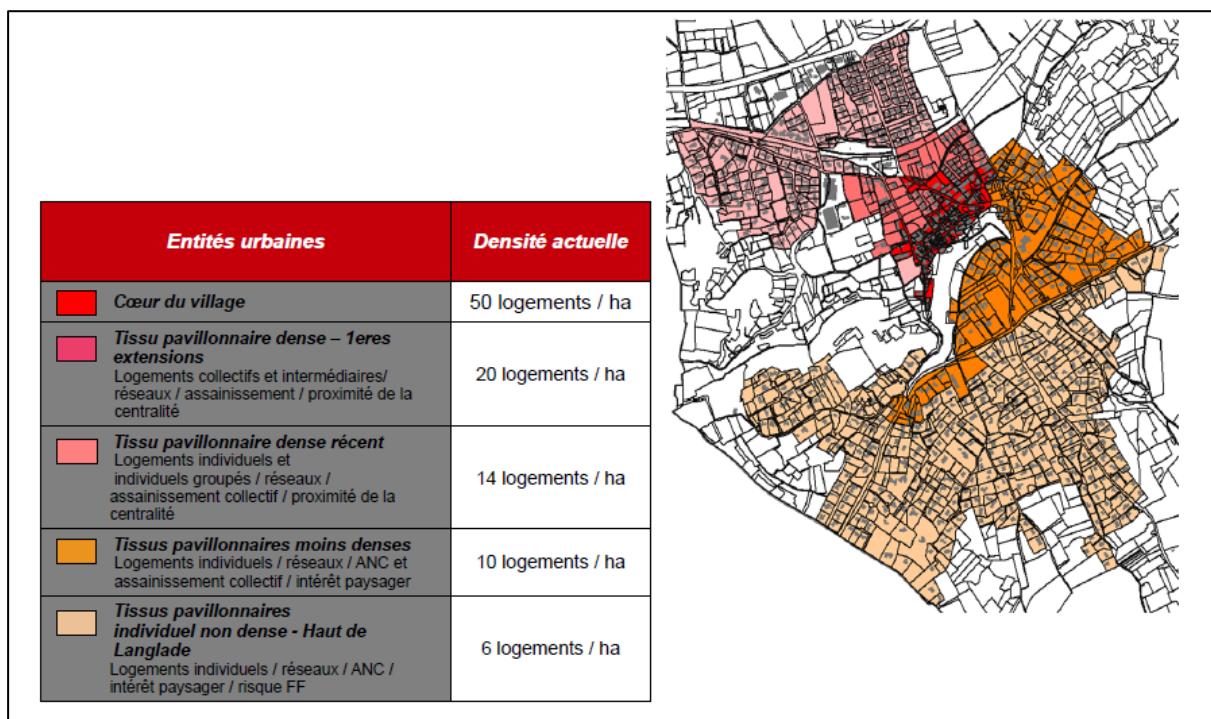 Entités urbaines
Densité actuelle
Cœur du village
50 logements / ha
Tissu pavillonnaire dense – 1eres
extensions
Logements collectifs et intermédiaires/
réseaux / assainissement / proximité de la
centralité
20 logements / ha
Tissu pavillonnaire dense récent
Logements individuels et
individuels groupés / réseaux /
assainissement collectif / proximité de la
centralité
14 logements / ha
Tissus pavillonnaires moins denses
Logements individuels / réseaux / ANC et
assainissement collectif / intérêt paysager
10 logements / ha
Tissus pavillonnaires
individuel non dense - Haut de
Langlade
Logements individuels / réseaux / ANC /
intérêt paysager / risque FF
6 logements / ha